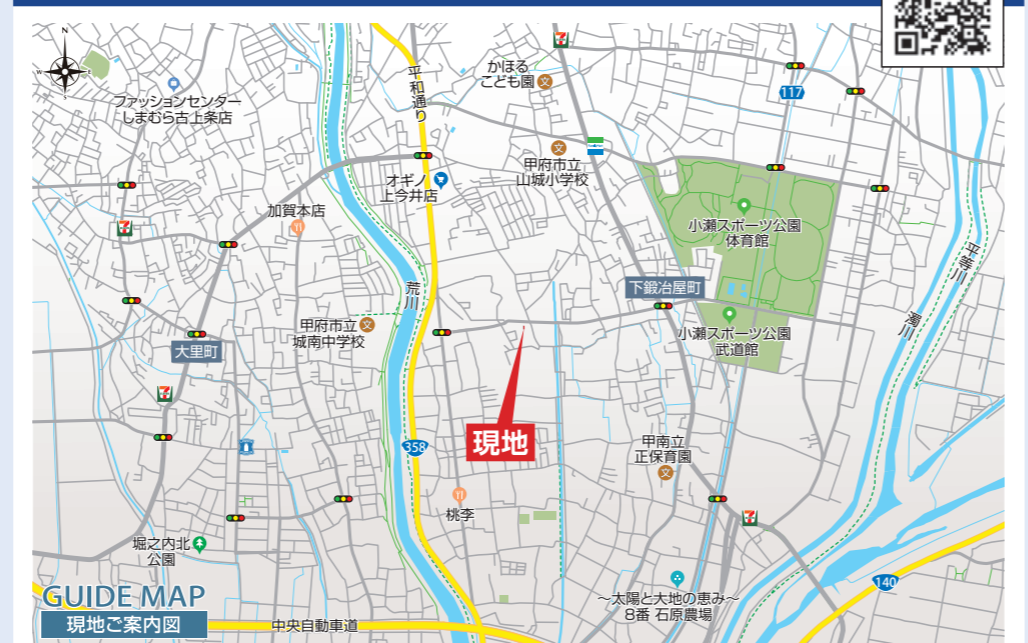 N
W
E
S
ファッションセンター
しまむら古上条店
平和通り
かほる
こども園
文
117
文
甲府市立
山城小学校
オギノ
上今井店
加賀本店
小瀬スポーツ公園
体育館
平等川
荒川
下鍛冶屋町
濁川
甲府市立
城南中学校
文
小瀬スポーツ公園
武道館
大里町
358
現地
甲南立
正保育園
文
桃李
堀之内北
公園
140
～太陽と大地の恵み～
8番 石原農場
GUIDE MAP
現地ご案内図
中央自動車道